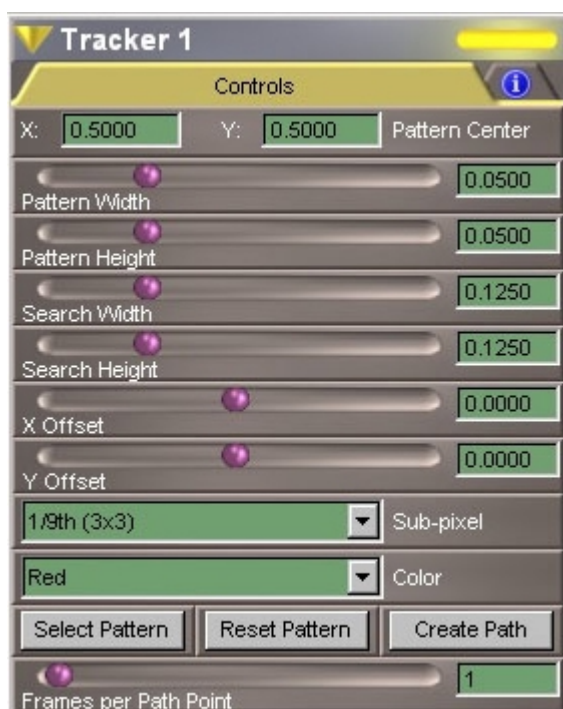 Tracker 1
Controls
X: 0.5000 Y: 0.5000 Pattern Center
0.0500
Pattern Width
0.0500
Pattern Height
0.1250
Search Width
0.1250
Search Height
0.0000
X Offset
0.0000
Y Offset
1/9th (3x3) Sub-pixel
Red Color
Select Pattern Reset Pattern Create Path
1
Frames per Path Point